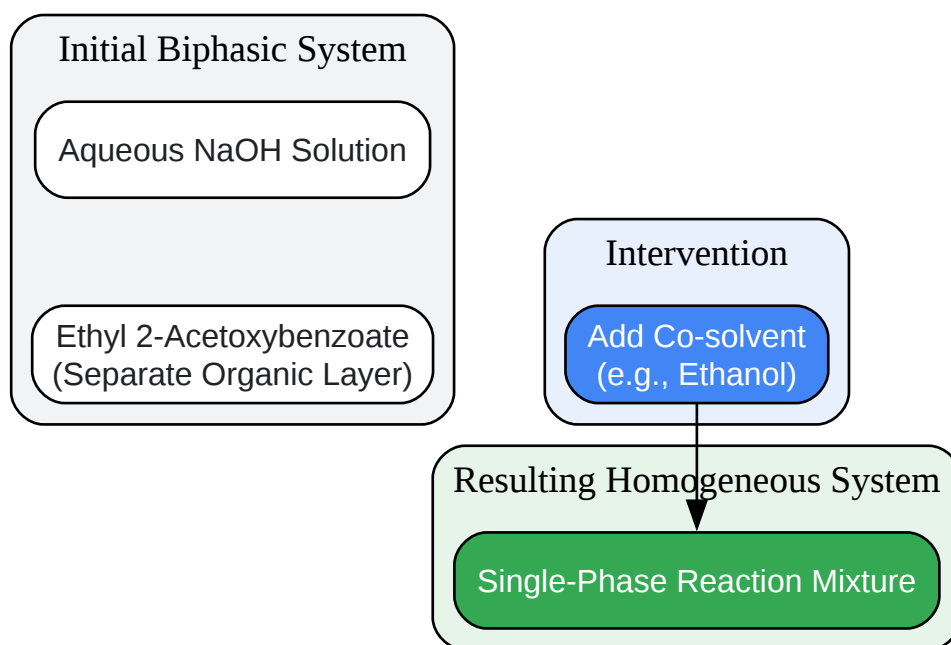 Initial Biphasic System
Aqueous NaOH Solution
Ethyl 2-Acetoxybenzoate
(Separate Organic Layer)
Intervention
Add Co-solvent
(e.g., Ethanol)
Resulting Homogeneous System
Single-Phase Reaction Mixture